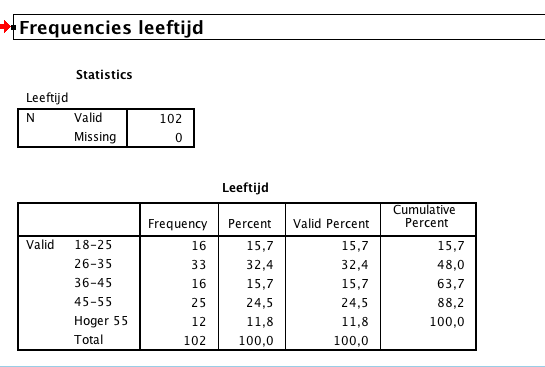 Frequencies leeftijd
Statistics
Leeftijd
N Valid 102
Missing 0
Leeftijd
Frequency Percent Valid Percent Cumulative Percent
Valid 18-25 16 15,7 15,7 15,7
26-35 33 32,4 32,4 48,0
36-45 16 15,7 15,7 63,7
45-55 25 24,5 24,5 88,2
Hoger 55 12 11,8 11,8 100,0
Total 102 100,0 100,0